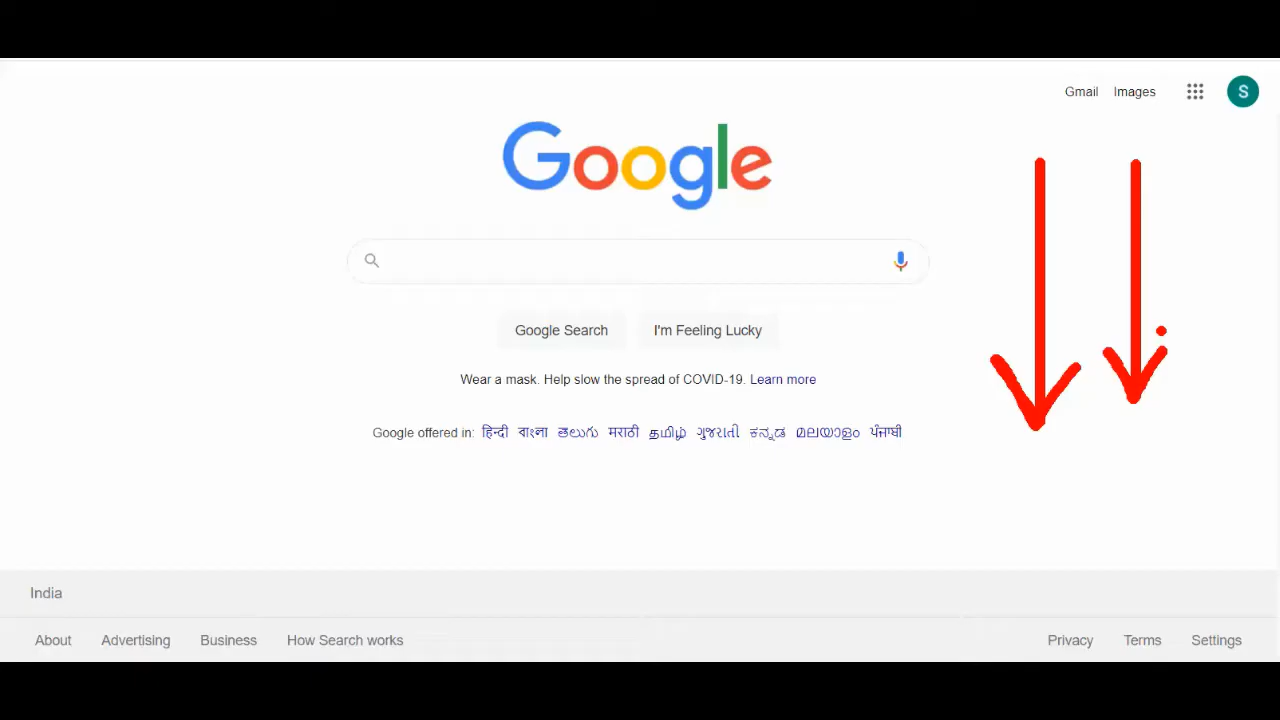 Gmail Images S
Google
Google Search I'm Feeling Lucky
Wear a mask. Help slow the spread of COVID-19. Learn more
Google offered in: हिन्दी বাংলা తెలుగు मराठी தமிழ் ગુજરાતી ಕನ್ನಡ മലയാളം ਪੰਜਾਬੀ
India
About Advertising Business How Search works Privacy Terms Settings